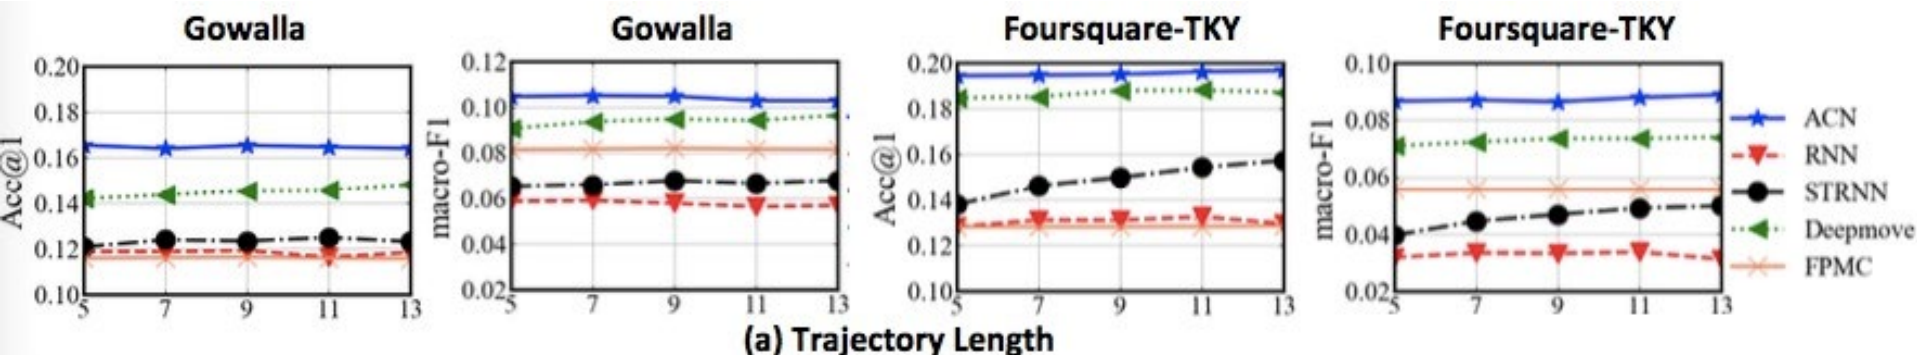 Gowalla
Gowalla
Foursquare-TKY
Foursquare-TKY
Acc@1
0.20
0.18
0.16
0.14
0.12
0.10
5 7 9 11 13
macro-F1
0.12
0.10
0.08
0.06
0.04
0.02
5 7 9 11 13
Acc@1
0.20
0.18
0.16
0.14
0.12
0.10
5 7 9 11 13
macro-F1
0.10
0.08
0.06
0.04
0.02
5 7 9 11 13
ACN
RNN
STRNN
Deepmove
FPMC
(a) Trajectory Length